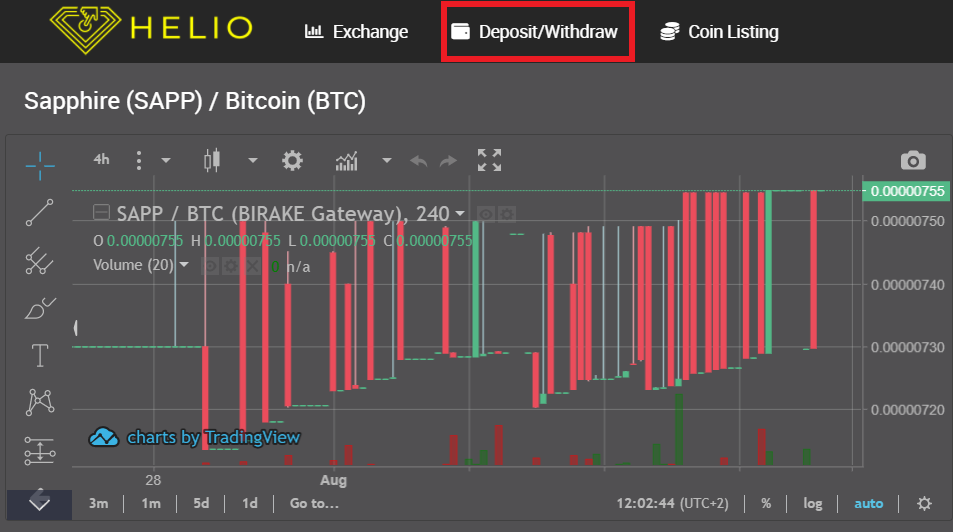 HELIO Exchange Deposit/Withdraw Coin Listing
Sapphire (SAPP) / Bitcoin (BTC)
4h
0.00000755
SAPP / BTC (BIRAKE Gateway), 240
0.00000750
O 0.00000755 H 0.00000755 L 0.00000755 C 0.00000755
Volume (20) 0 n/a
0.00000740
0.00000730
0.00000720
charts by TradingView
28 Aug
3m 1m 5d 1d Go to... 12:02:44 (UTC+2) % log auto